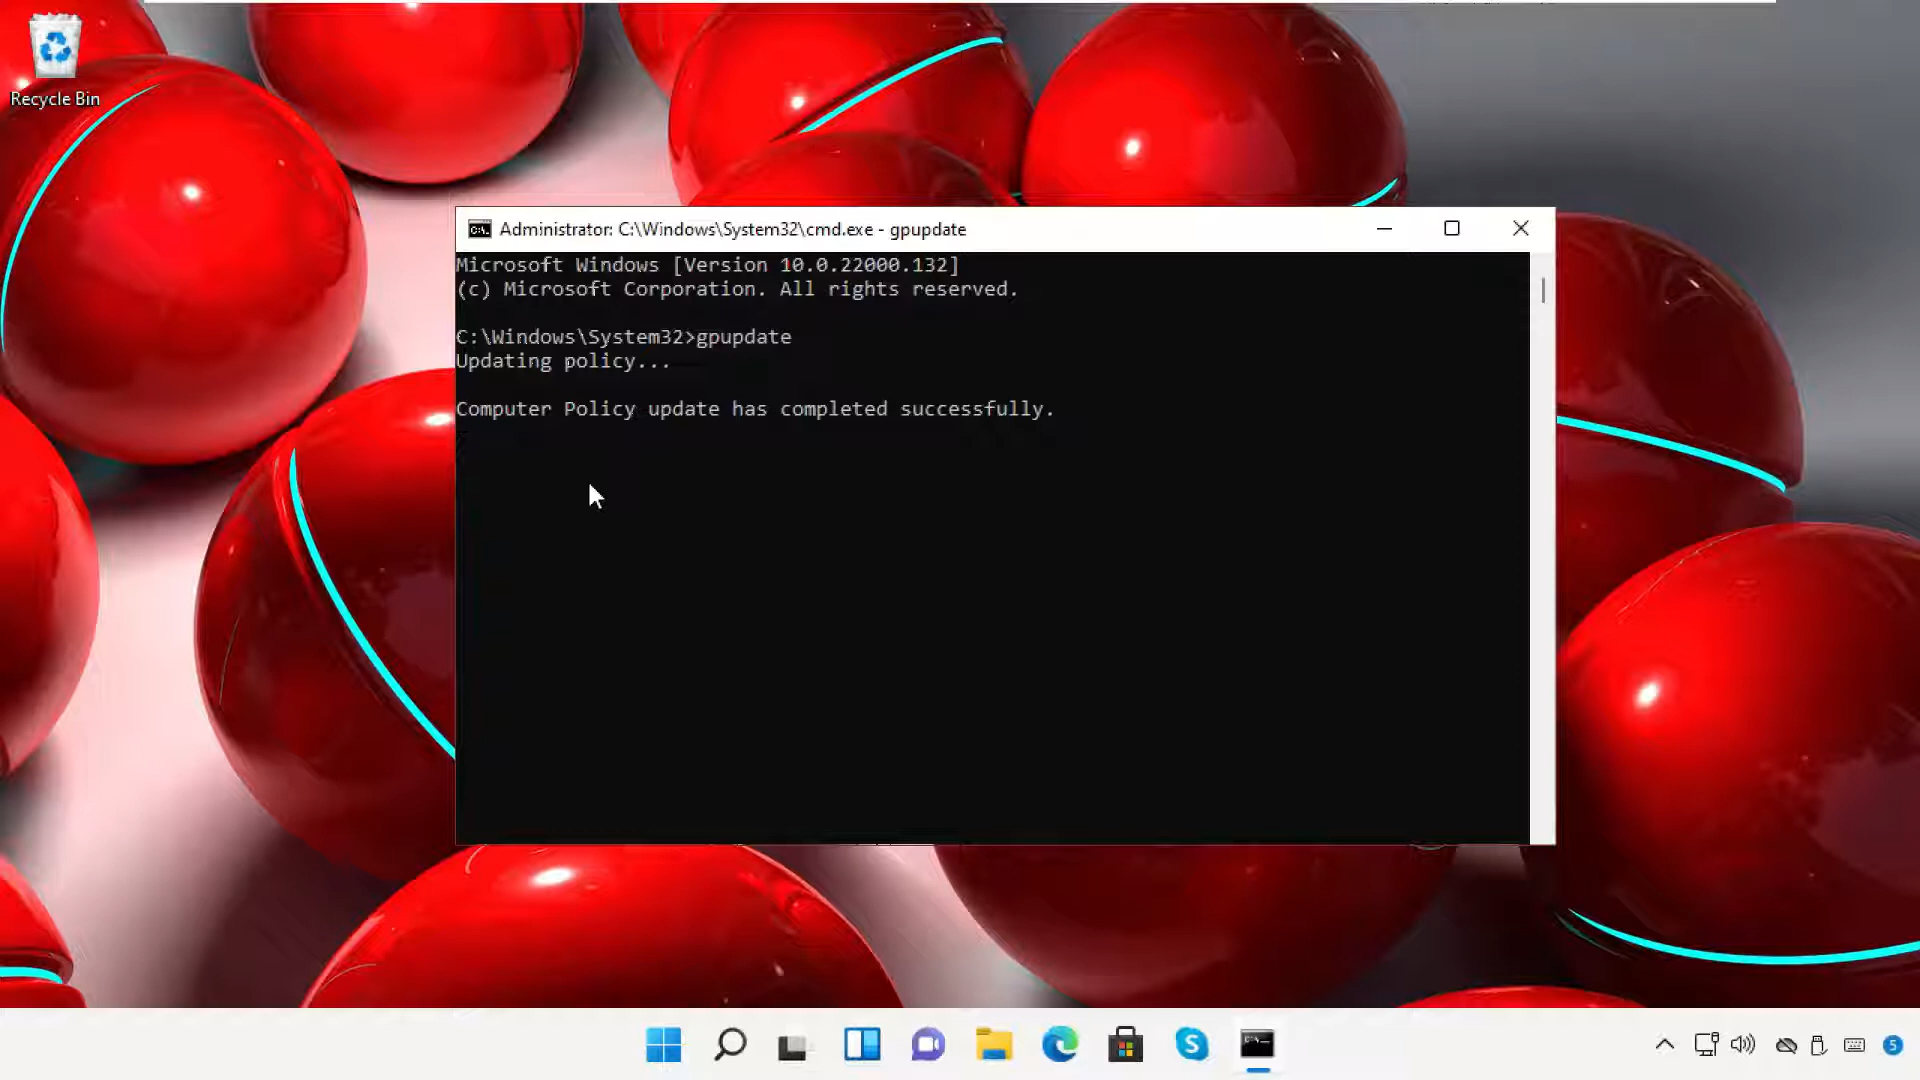 Recycle Bin
Administrator: C:\Windows\System32\cmd.exe - gpupdate
Microsoft Windows [Version 10.0.22000.132]
(c) Microsoft Corporation. All rights reserved.
C:\Windows\System32>gpupdate
Updating policy...
Computer Policy update has completed successfully.
5